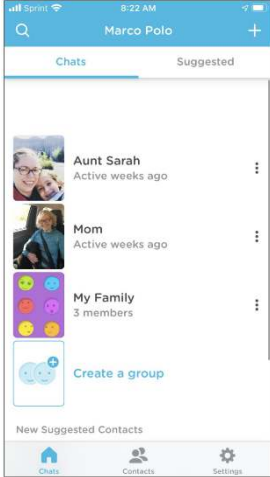 Sprint 8:22 AM
Marco Polo
Chats Suggested
Aunt Sarah
Active weeks ago
Mom
Active weeks ago
My Family
3 members
Create a group
New Suggested Contacts
Chats Contacts Settings